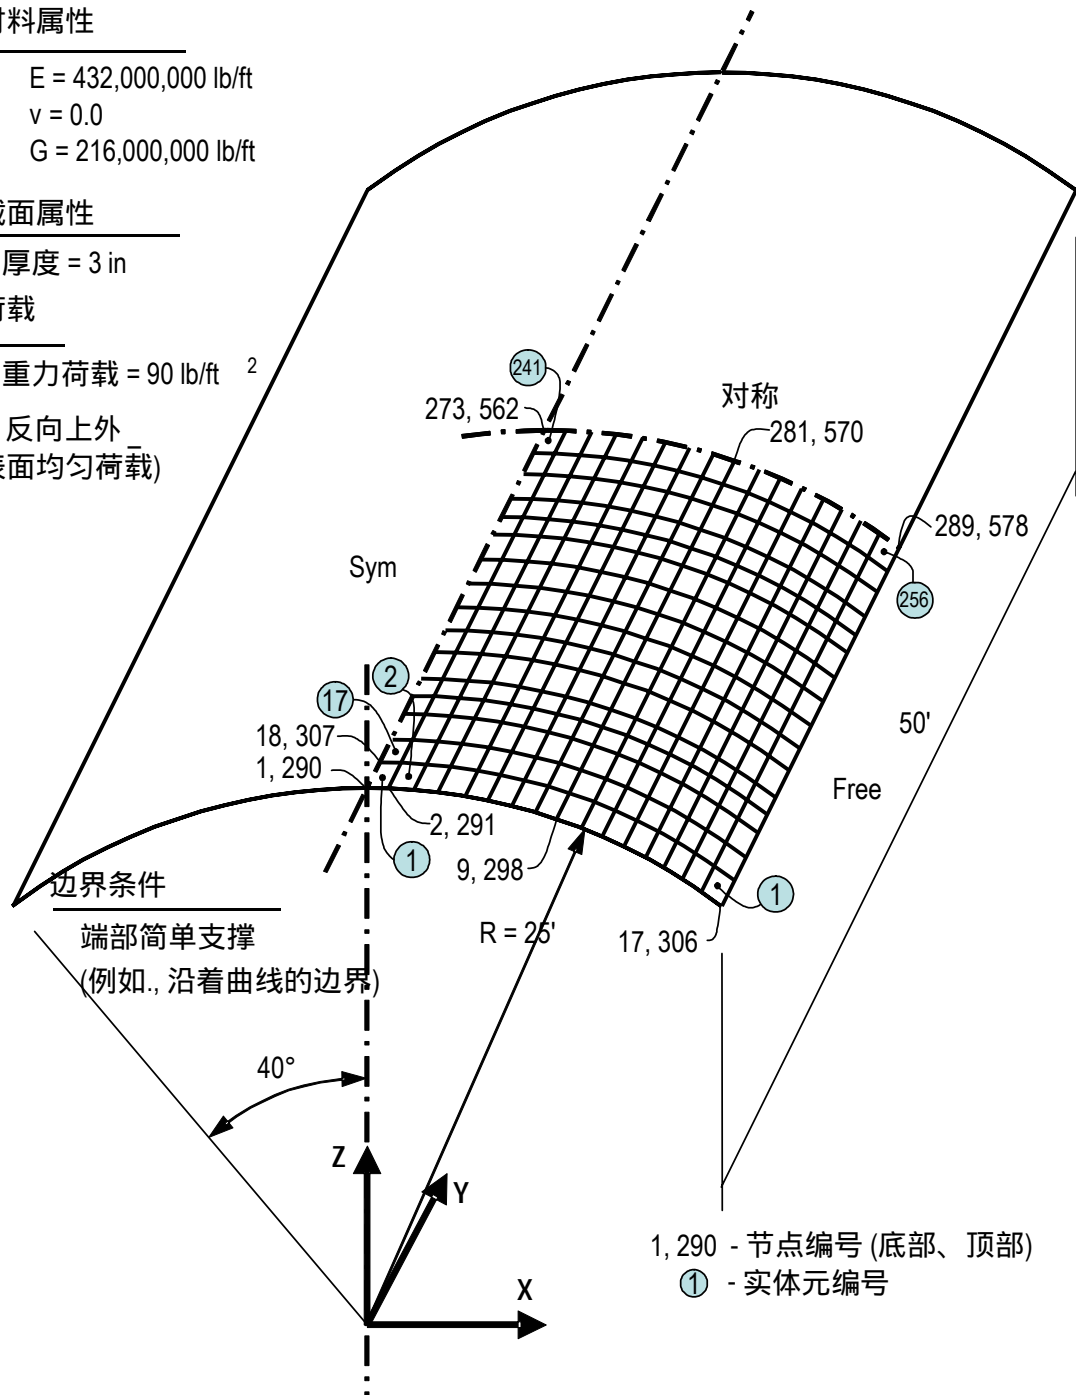 材料属性
E = 432,000,000 lb/ft
v = 0.0
G = 216,000,000 lb/ft
截面属性
厚度 = 3 in
荷载
重力荷载 = 90 lb/ft 2
反向上外
表面均匀荷载)
241
273, 562
对称
281, 570
289, 578
256
Sym
2
17
18, 307
1, 290
50'
Free
2, 291
1
9, 298
1
边界条件
R = 25'
17, 306
端部简单支撑
(例如., 沿着曲线的边界)
40°
Z
Y
X
1, 290 - 节点编号 (底部、顶部)
1 - 实体元编号